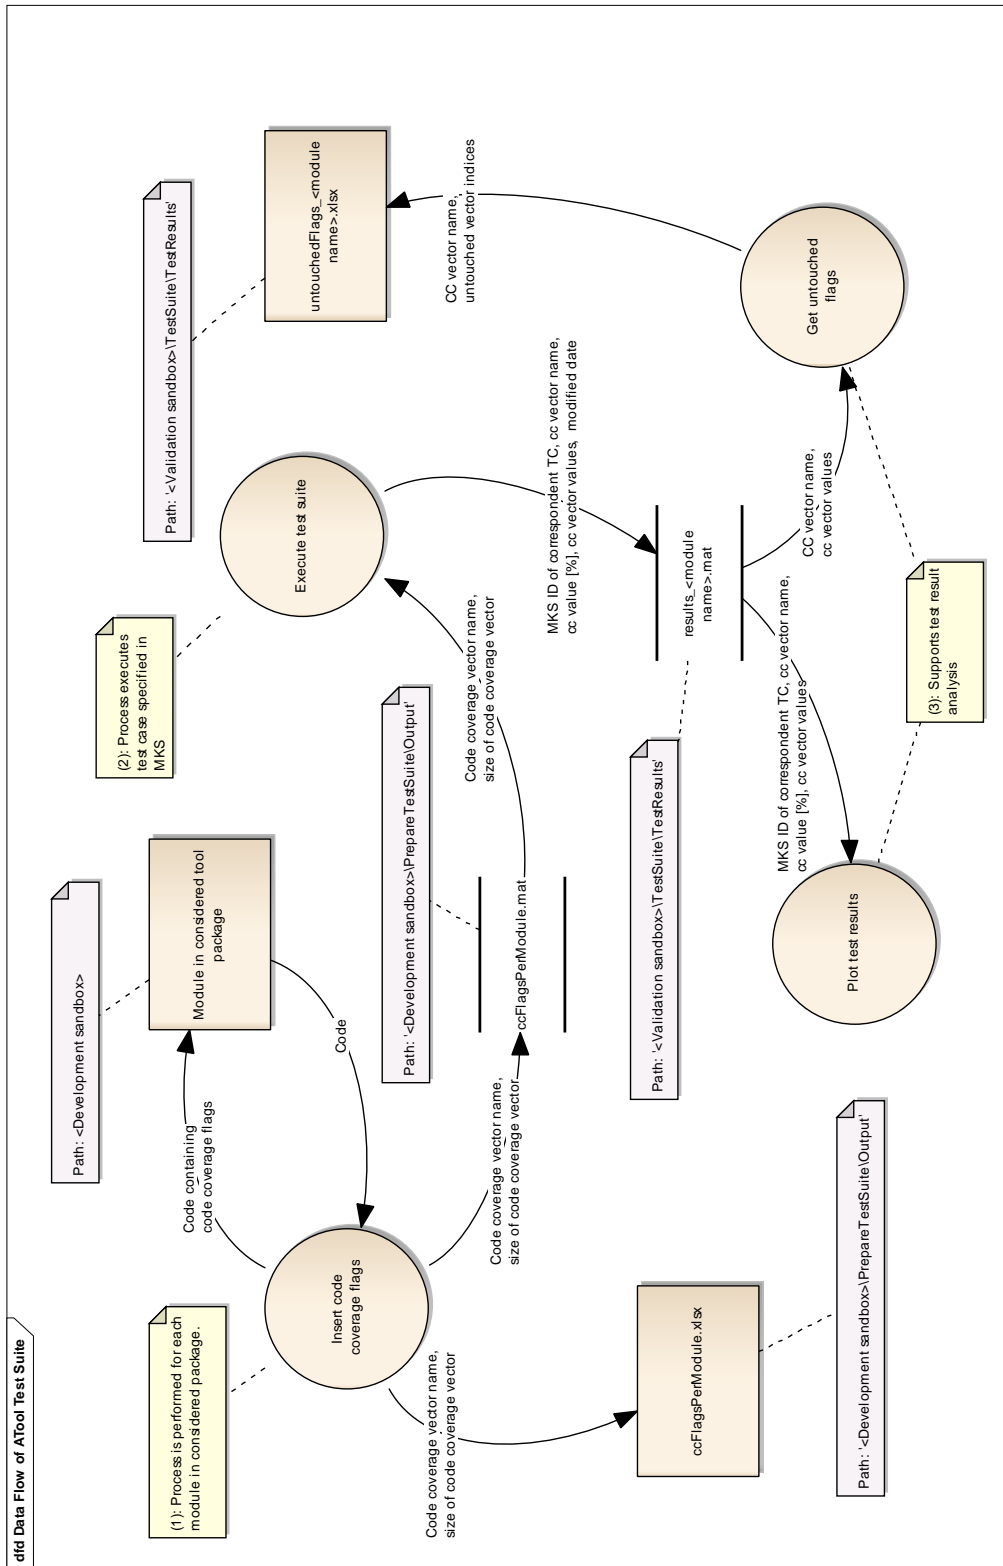 dfd Data Flow of ATool Test Suite
(1): Process is performed for each
module in considered package.
Path: <Development sandbox>
(2): Process executes
test case specified in
MKS
Path: '<Validation sandbox>\TestSuite\TestResults'
Code containing
code coverage flags
Module in considered tool
package
Code
Insert code
coverage flags
Execute test suite
untouchedFlags_<module
name>.xlsx
Path: '<Development sandbox>\PrepareTestSuite\Output'
Code coverage vector name,
size of code coverage vector
Code coverage vector name,
size of code coverage vector
ccFlagsPerModule.mat
Code coverage vector name,
size of code coverage vector
CC vector name,
untouched vector indices
MKS ID of correspondent TC, cc vector name,
cc value [%], cc vector values, modified date
ccFlagsPerModule.xlsx
Path: '<Validation sandbox>\TestSuite\TestResults'
results_<module
name>.mat
MKS ID of correspondent TC, cc vector name,
cc value [%], cc vector values
CC vector name,
cc vector values
Get untouched
flags
Path: '<Development sandbox>\PrepareTestSuite\Output'
Plot test results
(3): Supports test result
analysis